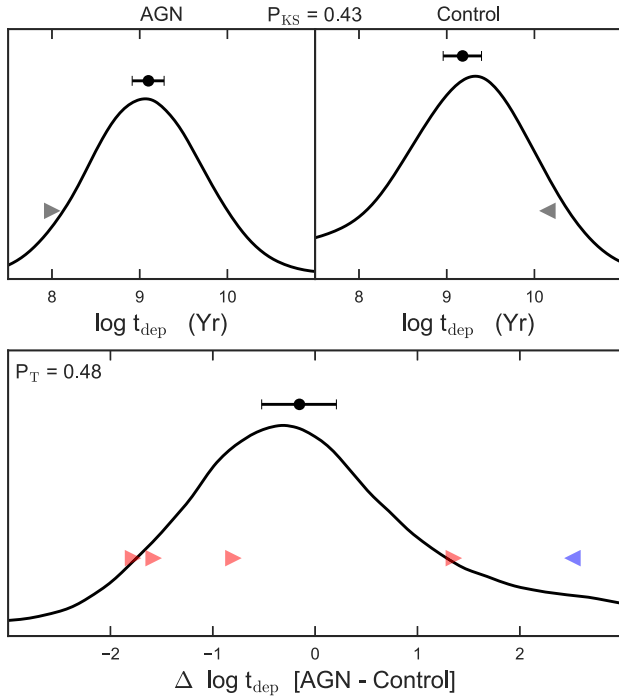 AGN P_KS = 0.43 Control
8 9 10 8 9 10
log t_dep (Yr) log t_dep (Yr)
P_T = 0.48
−2 −1 0 1 2
Δ log t_dep [AGN - Control]